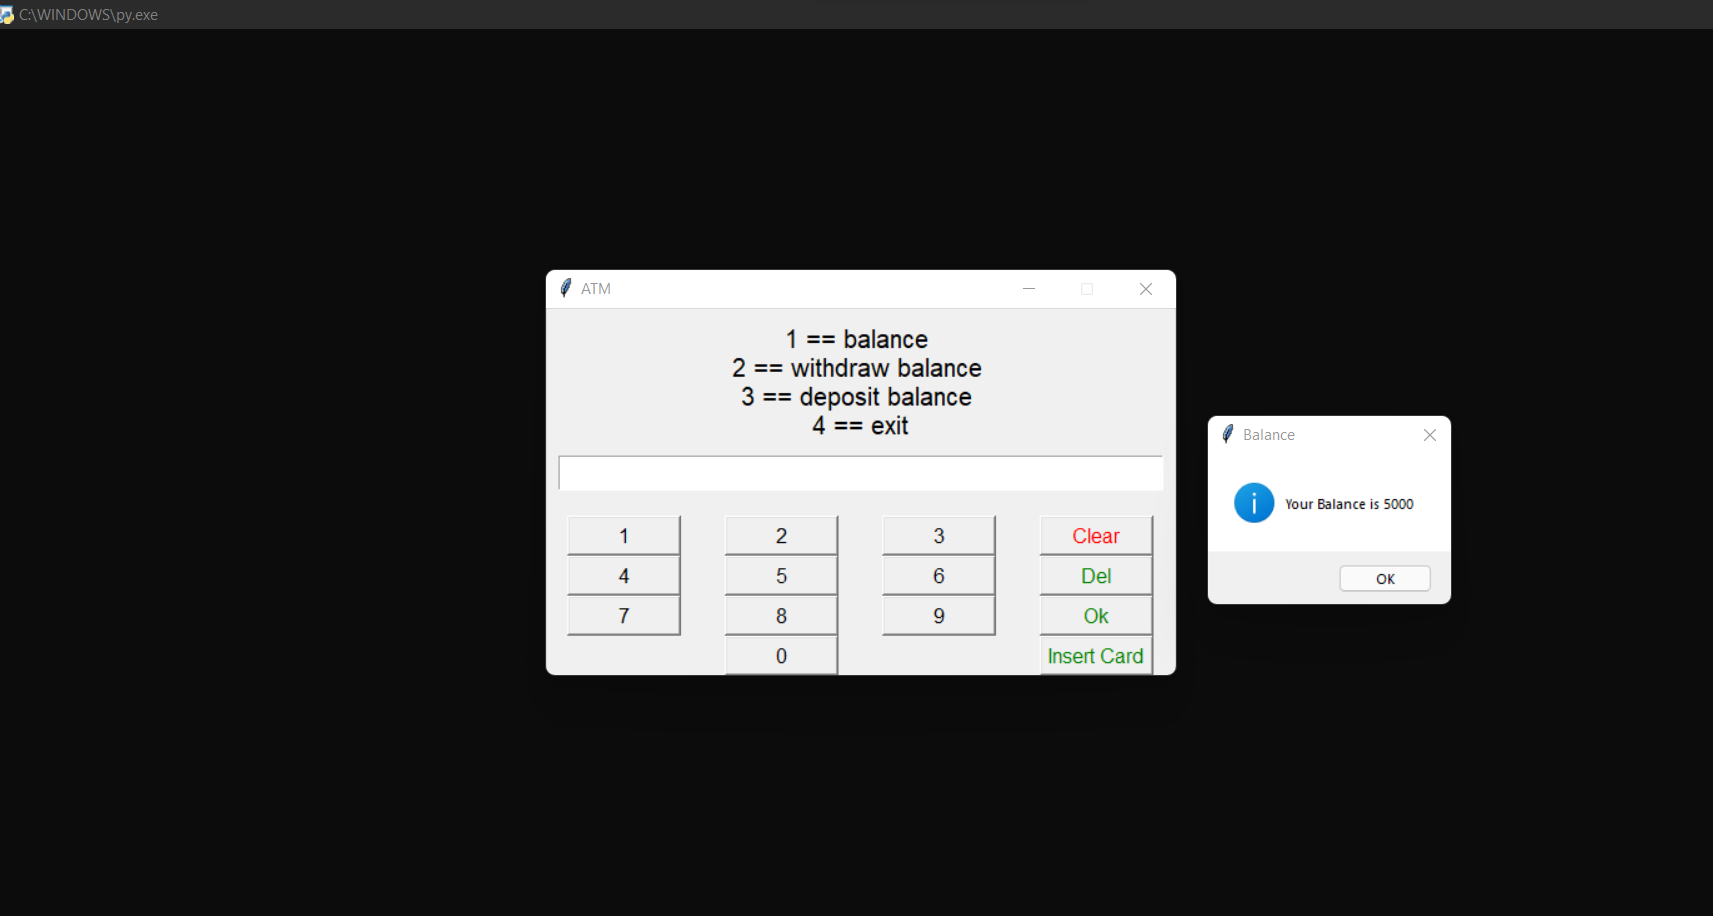 C:\WINDOWS\py.exe
ATM
1 == balance
2 == withdraw balance
3 == deposit balance
4 == exit
1 2 3 Clear
4 5 6 Del
7 8 9 Ok
0 Insert Card
Balance
Your Balance is 5000
OK